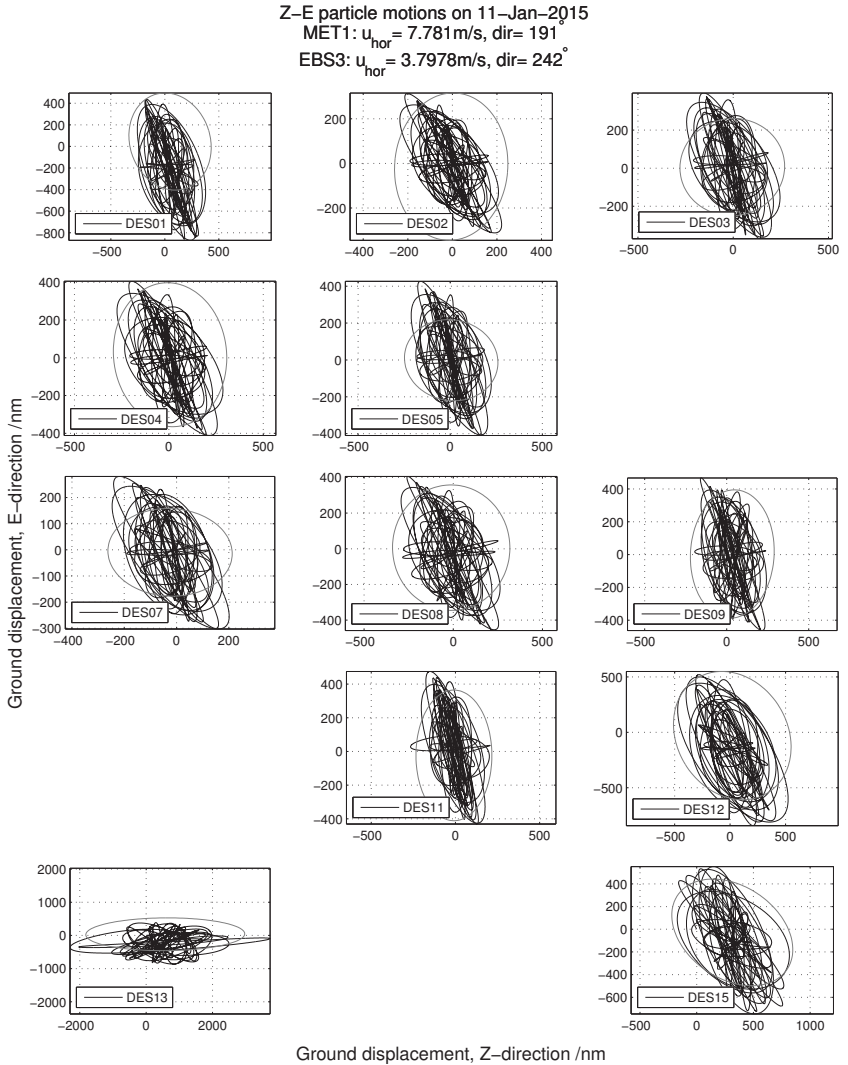 Z−E particle motions on 11−Jan−2015
MET1: u_hor= 7.781m/s, dir= 191°
EBS3: u_hor= 3.7978m/s, dir= 242°
400
200
0
−200
−400
−600
−800
−500 0 500
DES01
200
0
−200
−400 −200 0 200 400
DES02
200
0
−200
−500 0 500
DES03
400
200
0
−200
−400
−500 0 500
DES04
400
200
0
−200
−400
−500 0 500
DES05
200
100
0
−100
−200
−300
−400 −200 0 200
DES07
400
200
0
−200
−400
−500 0 500
DES08
400
200
0
−200
−400
−500 0 500
DES09
400
200
0
−200
−400
−500 0 500
DES11
500
0
−500
−500 0 500
DES12
2000
1000
0
−1000
−2000
−2000 0 2000
DES13
400
200
0
−200
−400
−600
−500 0 500 1000
DES15
Ground displacement, E−direction /nm
Ground displacement, Z−direction /nm